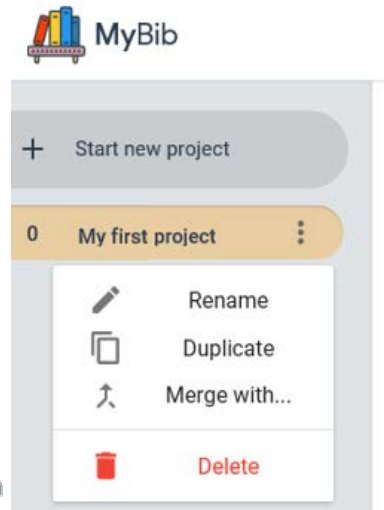 MyBib
+ Start new project
0 My first project
Rename
Duplicate
Merge with...
Delete